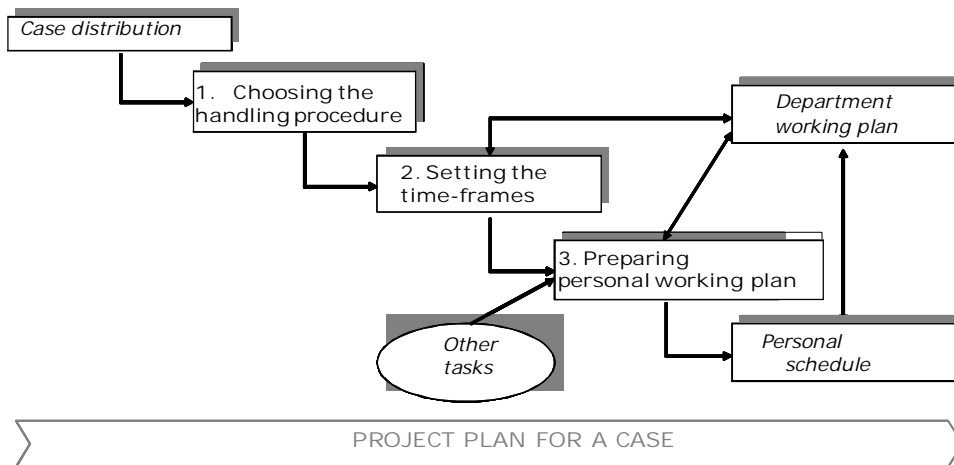 Case distribution
1. Choosing the
handling procedure
Department
working plan
2. Setting the
time-frames
3. Preparing
personal working plan
Other
tasks
Personal
schedule
PROJECT PLAN FOR A CASE